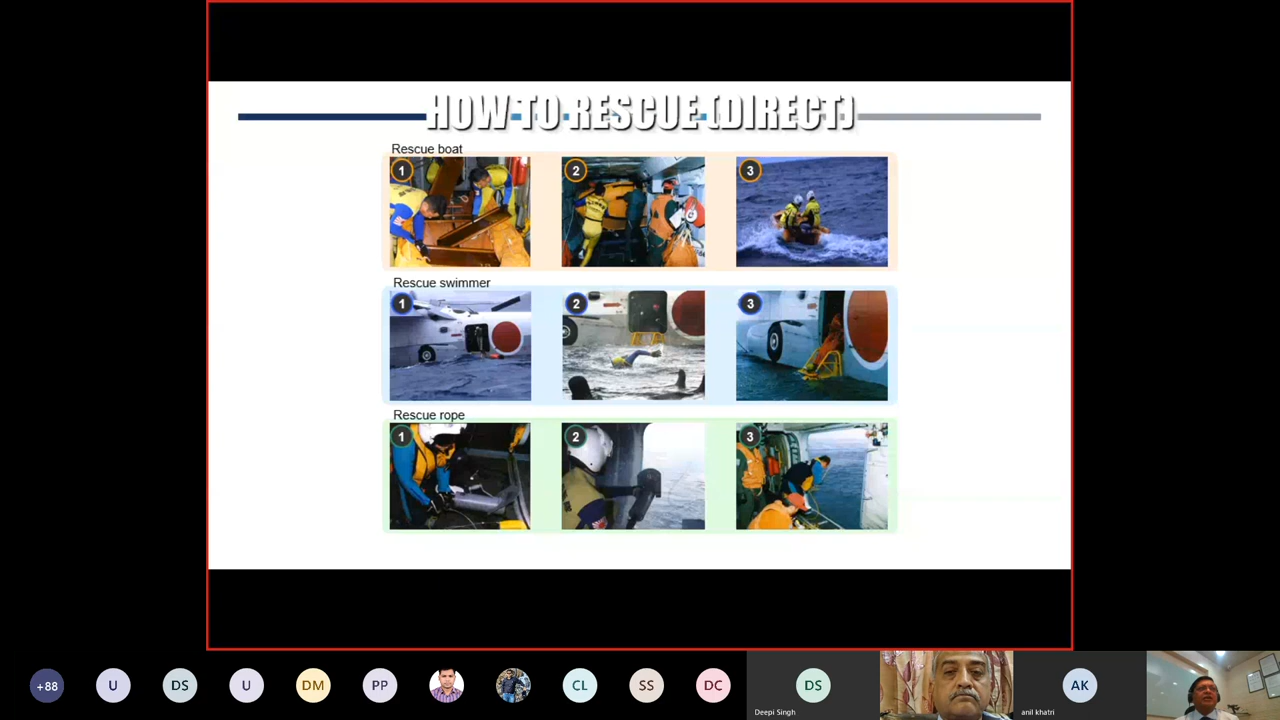 HOW TO RESCUE (DIRECT)
Rescue boat
1
2
3
Rescue swimmer
1
2
3
Rescue rope
1
2
3
+88
U
DS
U
DM
PP
CL
SS
DC
DS
Deepi Singh
AK
anil khatri